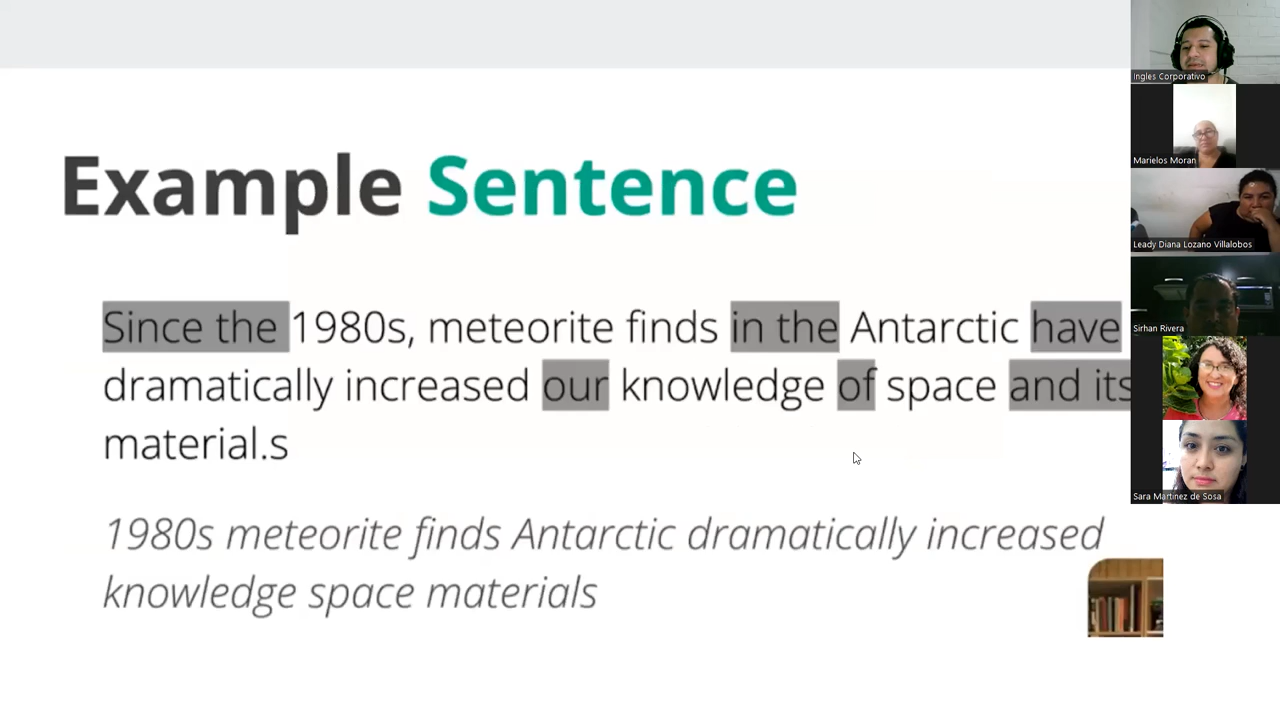 Example Sentence
Since the 1980s, meteorite finds in the Antarctic have
dramatically increased our knowledge of space and its
material.s
1980s meteorite finds Antarctic dramatically increased
knowledge space materials
Ingles Corporativo
Marielos Moran
Leady Diana Lozano Villalobos
Sirhan Rivera
Sara Martinez de Sosa